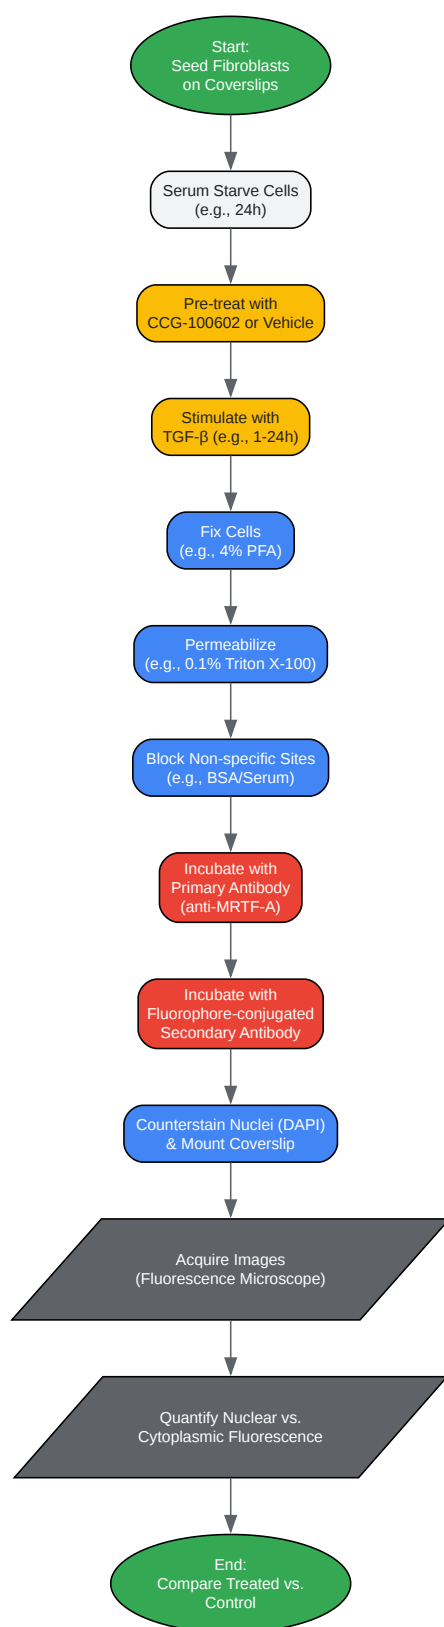 Start:
Seed Fibroblasts
on Coverslips
Serum Starve Cells
(e.g., 24h)
Pre-treat with
CCG-100602 or Vehicle
Stimulate with
TGF-β (e.g., 1-24h)
Fix Cells
(e.g., 4% PFA)
Permeabilize
(e.g., 0.1% Triton X-100)
Block Non-specific Sites
(e.g., BSA/Serum)
Incubate with
Primary Antibody
(anti-MRTF-A)
Incubate with
Fluorophore-conjugated
Secondary Antibody
Counterstain Nuclei (DAPI)
& Mount Coverslip
Acquire Images
(Fluorescence Microscope)
Quantify Nuclear vs.
Cytoplasmic Fluorescence
End:
Compare Treated vs.
Control